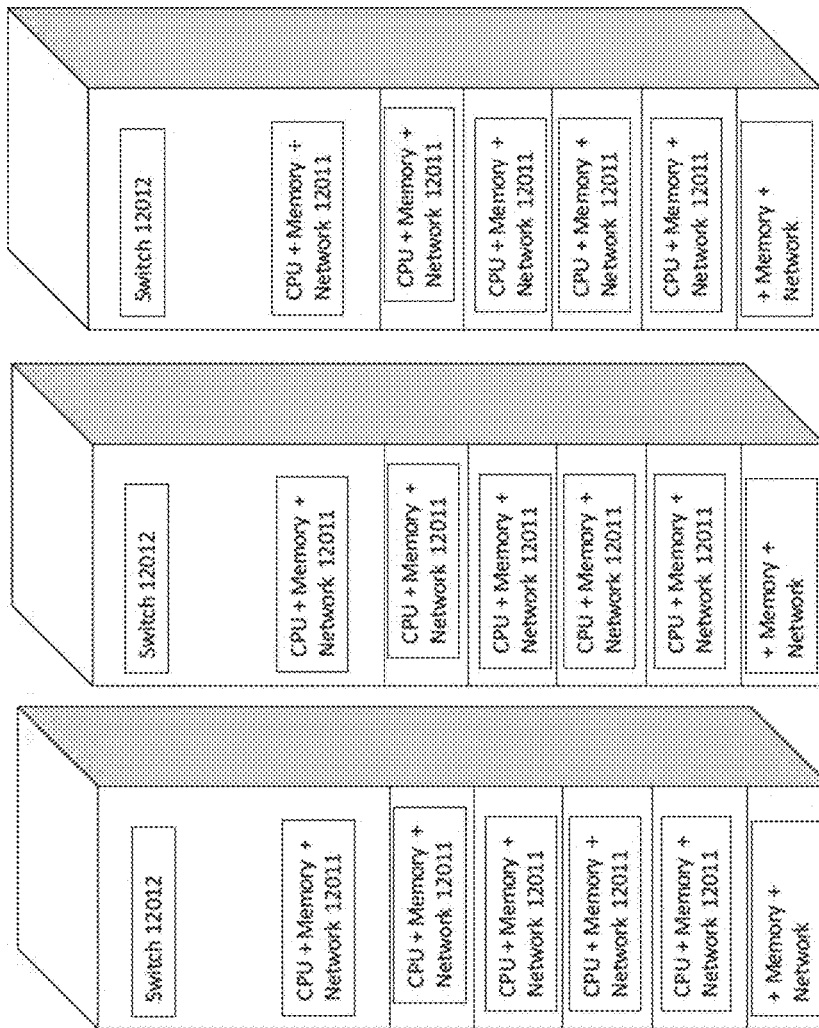 Switch 12012
CPU + Memory +
Network 12011
CPU + Memory +
Network 12011
CPU + Memory +
Network 12011
CPU + Memory +
Network 12011
CPU + Memory +
Network 12011
+ Memory +
Network
Switch 12012
CPU + Memory +
Network 12011
CPU + Memory +
Network 12011
CPU + Memory +
Network 12011
CPU + Memory +
Network 12011
CPU + Memory +
Network 12011
+ Memory +
Network
Switch 12012
CPU + Memory +
Network 12011
CPU + Memory +
Network 12011
CPU + Memory +
Network 12011
CPU + Memory +
Network 12011
CPU + Memory +
Network 12011
+ Memory +
Network